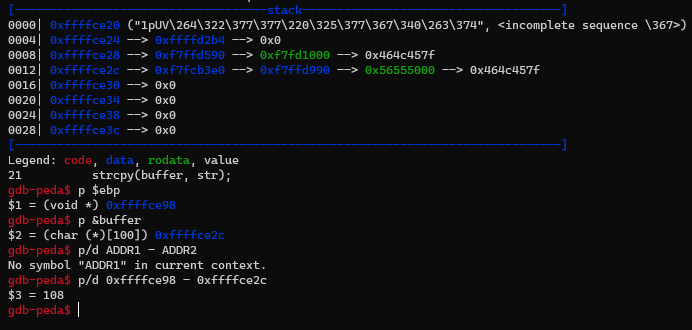 [------------------------------------stack-------------------------------------]
0000| 0xffffce20 ("1pUV\264\322\377\377\220\325\377\367\340\263\374", <incomplete sequence \367>)
0004| 0xffffce24 --> 0xffffd2b4 --> 0x0
0008| 0xffffce28 --> 0xf7ffd590 --> 0xf7fd1000 --> 0x464c457f
0012| 0xffffce2c --> 0xf7fcb3e0 --> 0xf7ffd990 --> 0x56555000 --> 0x464c457f
0016| 0xffffce30 --> 0x0
0020| 0xffffce34 --> 0x0
0024| 0xffffce38 --> 0x0
0028| 0xffffce3c --> 0x0
[------------------------------------------------------------------------------]
Legend: code, data, rodata, value
21          strcpy(buffer, str);
gdb-peda$ p $ebp
$1 = (void *) 0xffffce98
gdb-peda$ p &buffer
$2 = (char (*)[100]) 0xffffce2c
gdb-peda$ p/d ADDR1 - ADDR2
No symbol "ADDR1" in current context.
gdb-peda$ p/d 0xffffce98 - 0xffffce2c
$3 = 108
gdb-peda$